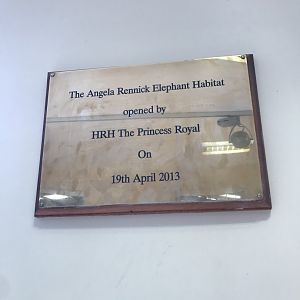 The Angela Rennick Elephant Habitat
opened by
HRH The Princess Royal
On
19th April 2013